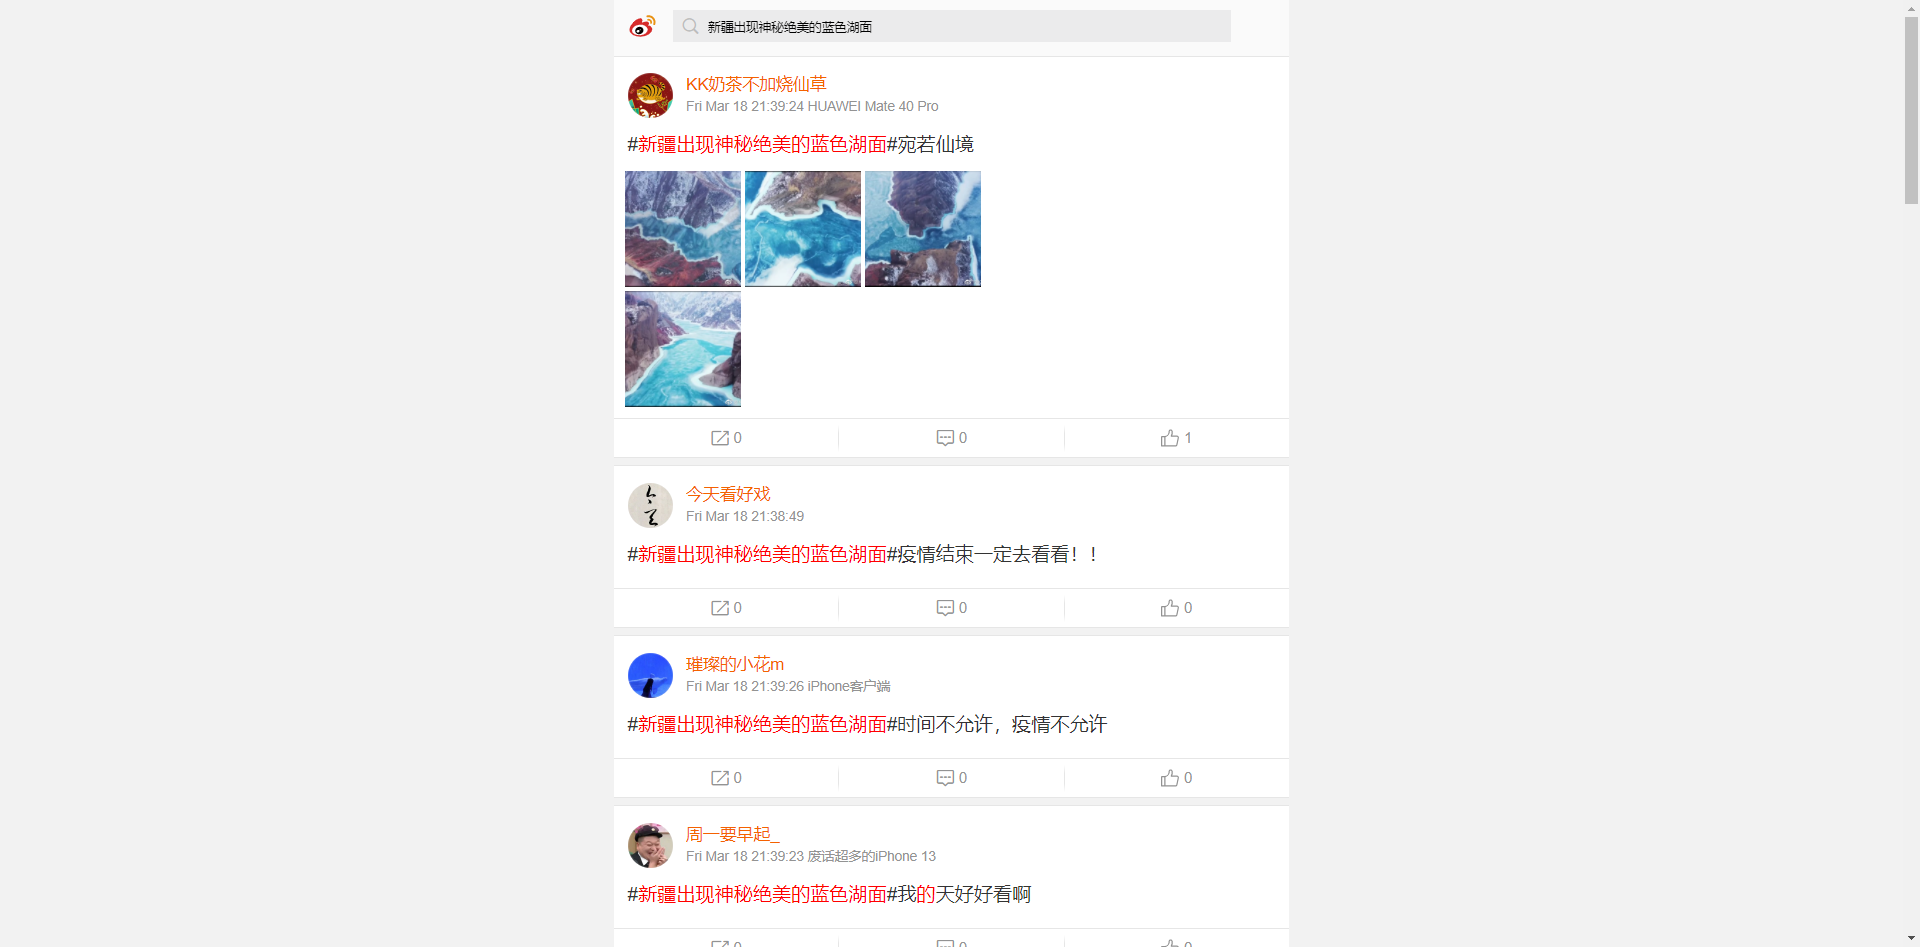 新疆出现神秘绝美的蓝色湖面
KK奶茶不加烧仙草
Fri Mar 18 21:39:24 HUAWEI Mate 40 Pro
#新疆出现神秘绝美的蓝色湖面#宛若仙境
0
0
1
今天看好戏
Fri Mar 18 21:38:49
#新疆出现神秘绝美的蓝色湖面#疫情结束一定去看看！！
0
0
0
璀璨的小花m
Fri Mar 18 21:39:26 iPhone客户端
#新疆出现神秘绝美的蓝色湖面#时间不允许，疫情不允许
0
0
0
周一要早起_
Fri Mar 18 21:39:23 废话超多的iPhone 13
#新疆出现神秘绝美的蓝色湖面#我的天好好看啊
0
0
0